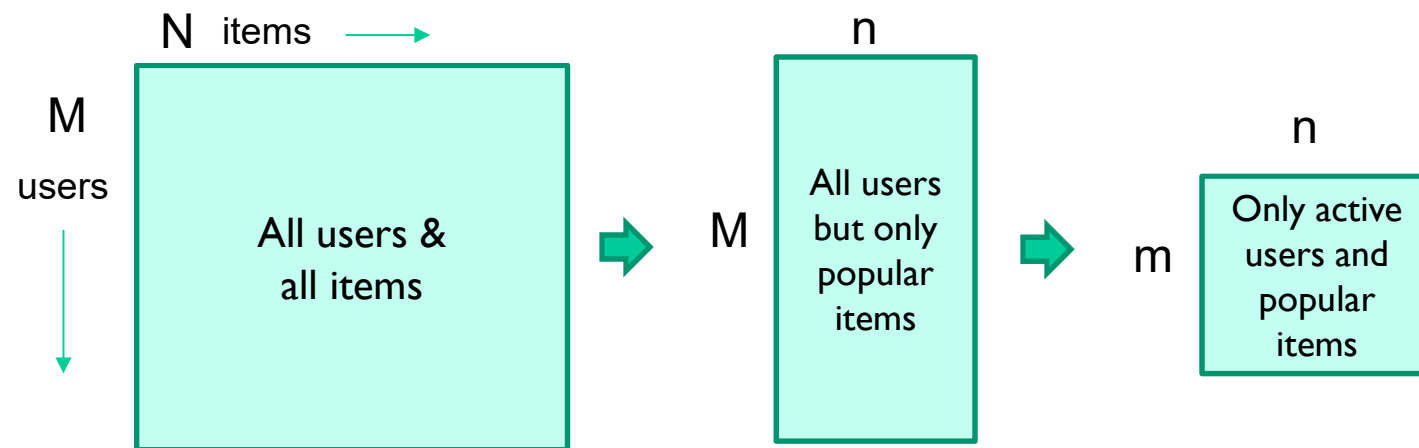 N items
M
users
All users &
all items
n
M
All users
but only
popular
items
n
m
Only active
users and
popular
items